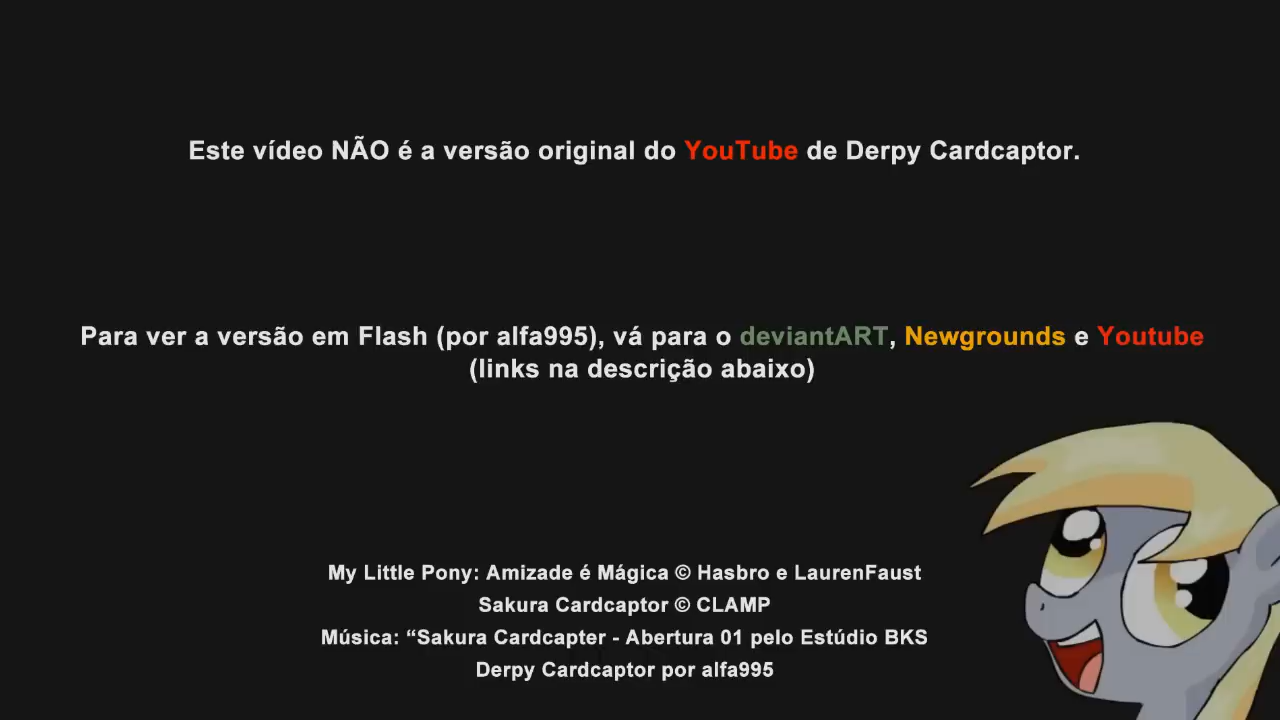 Este vídeo NÃO é a versão original do YouTube de Derpy Cardcaptor.
Para ver a versão em Flash (por alfa995), vá para o deviantART, Newgrounds e Youtube
(links na descrição abaixo)
My Little Pony: Amizade é Mágica © Hasbro e LaurenFaust
Sakura Cardcaptor © CLAMP
Música: “Sakura Cardcapter - Abertura 01 pelo Estúdio BKS
Derpy Cardcaptor por alfa995